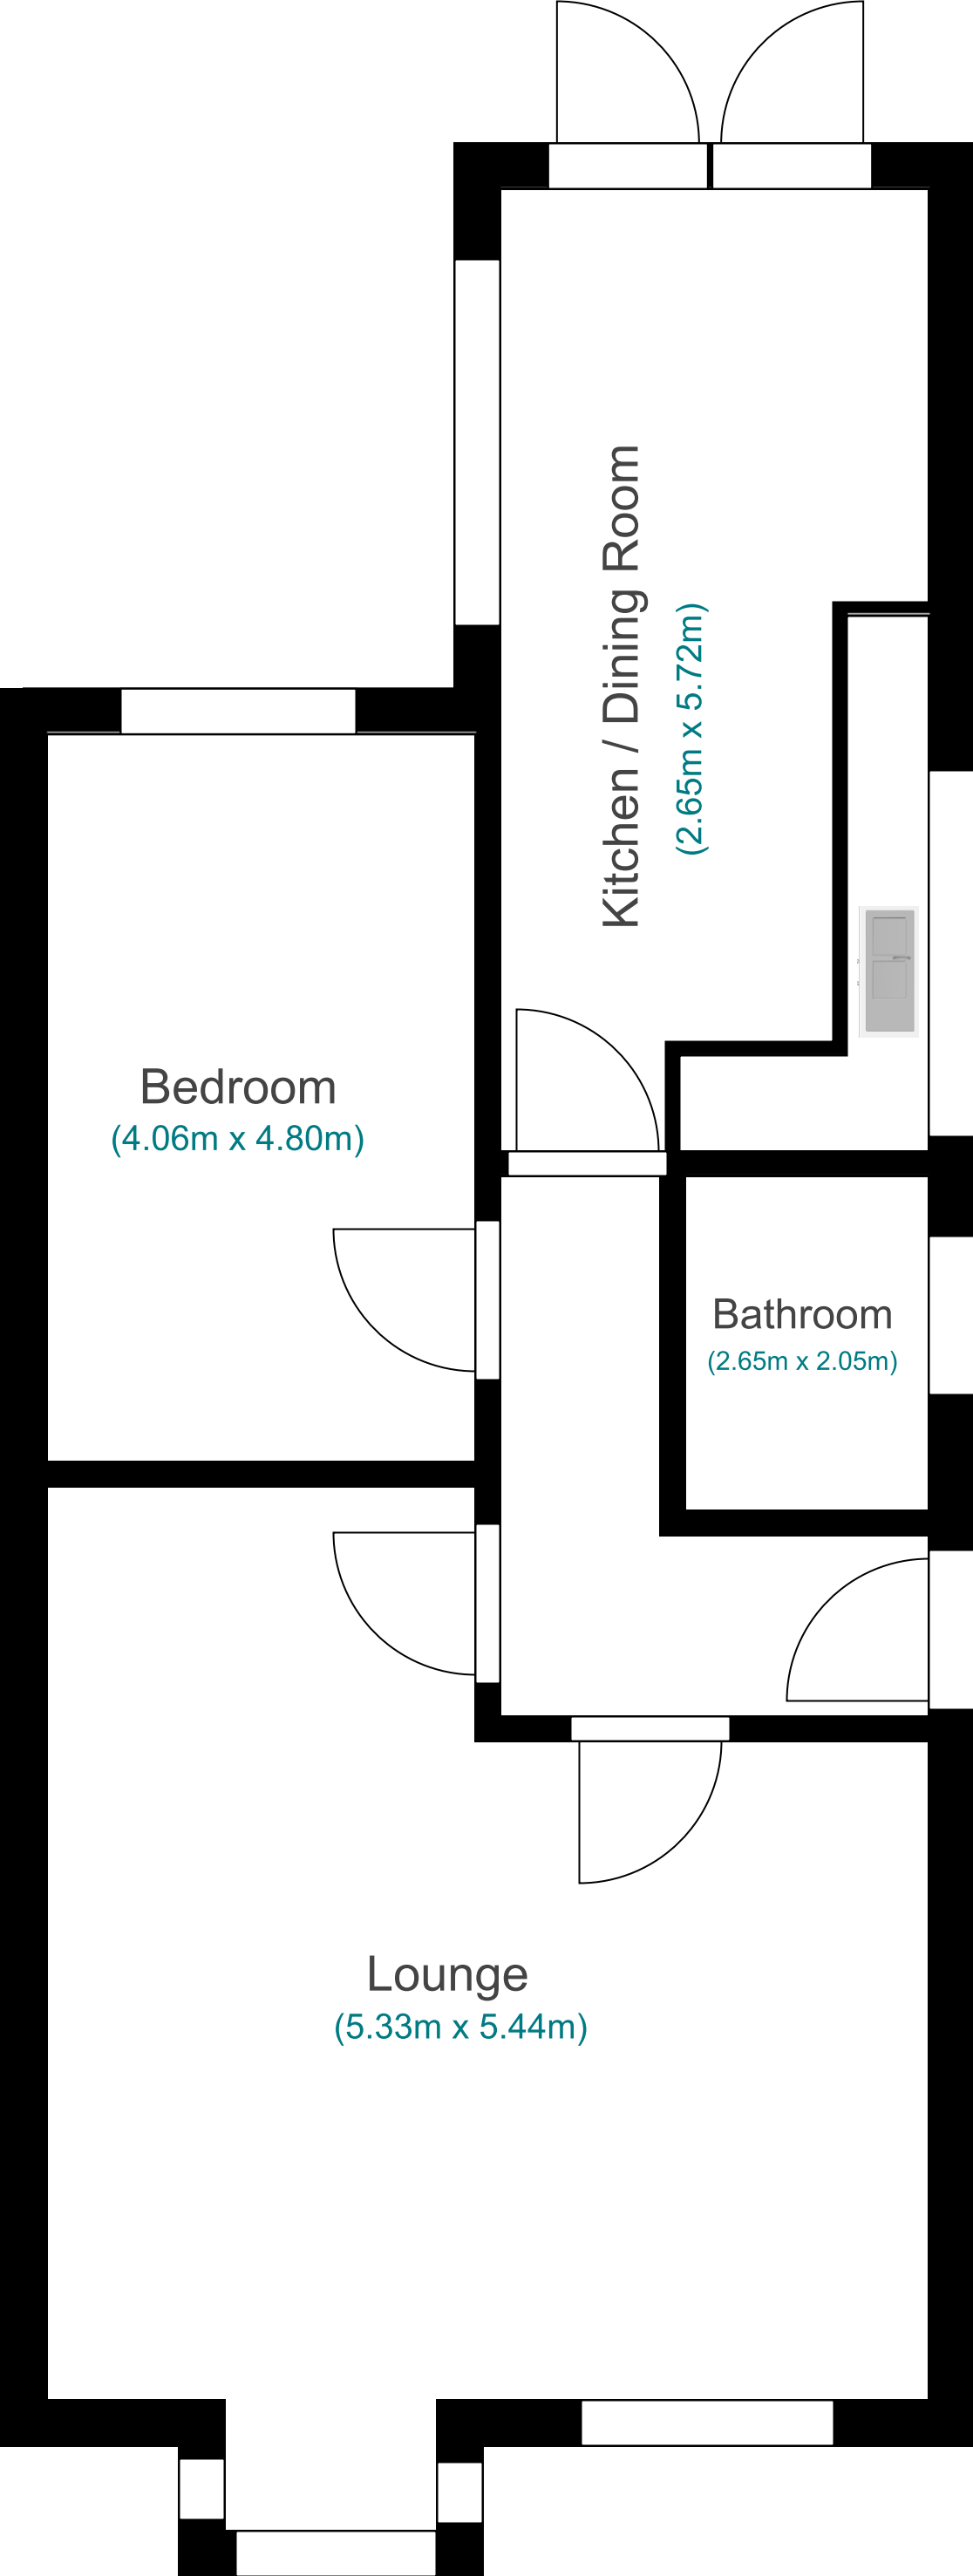 Kitchen / Dining Room
(2.65m x 5.72m)
Bedroom
(4.06m x 4.80m)
Bathroom
(2.65m x 2.05m)
Lounge
(5.33m x 5.44m)